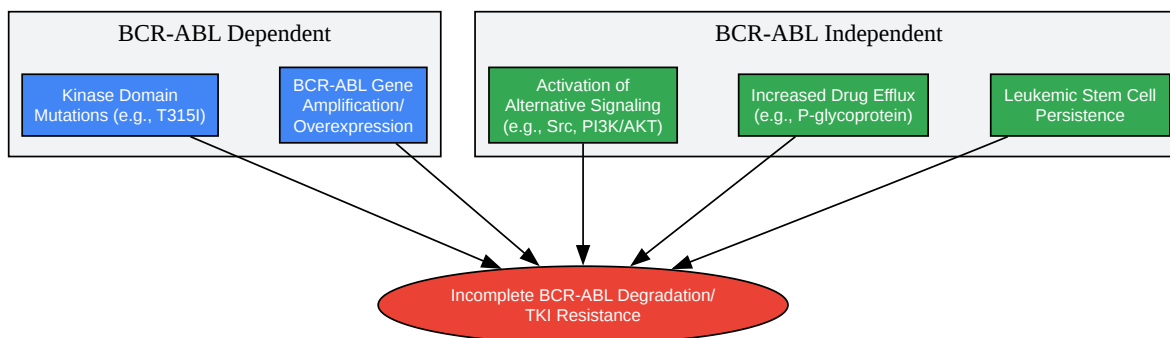 BCR-ABL Dependent
BCR-ABL Independent
Kinase Domain
Mutations (e.g., T315I)
BCR-ABL Gene
Amplification/
Overexpression
Activation of
Alternative Signaling
(e.g., Src, PI3K/AKT)
Increased Drug Efflux
(e.g., P-glycoprotein)
Leukemic Stem Cell
Persistence
Incomplete BCR-ABL Degradation/
TKI Resistance